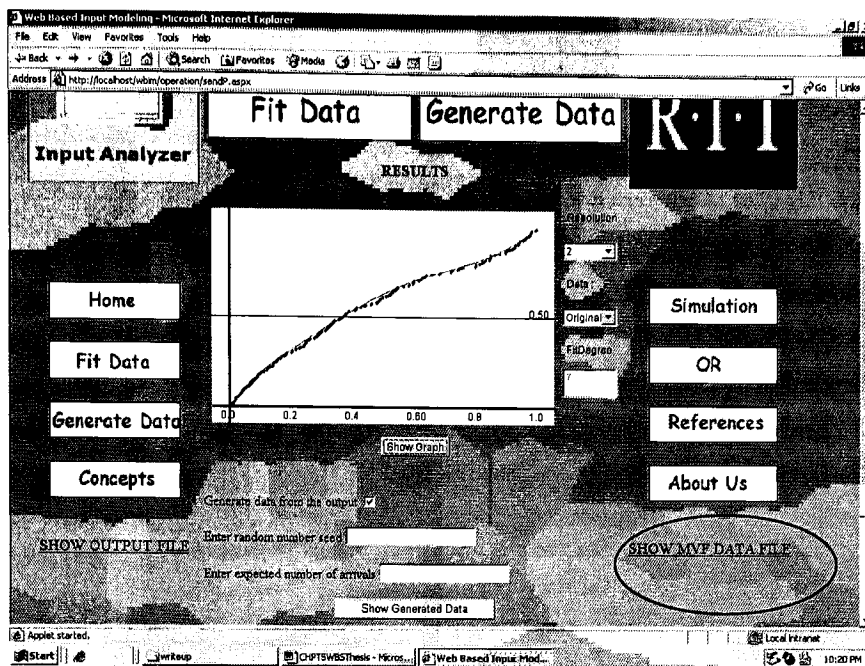 Web Based Input Modeling - Microsoft Internet Explorer
File Edit View Favorites Tools Help
Back Search Favorites Media
Address http://localhost/wbim/operation/sendP.aspx Go Links
Fit Data Generate Data R·I·T
Input Analyzer
RESULTS
Resolution
2
Data
Original
FitDegree
7
0.50
0.0 0.2 0.4 0.60 0.8 1.0
Show Graph
Home
Fit Data
Generate Data
Concepts
Simulation
OR
References
About Us
Generate data from the output
SHOW OUTPUT FILE
Enter random number seed
SHOW MVF DATA FILE
Enter expected number of arrivals
Show Generated Data
Applet started. Local intranet
Start writeup CHPT5WBSThesis - Micros... Web Based Input Mod... 10:20 PM